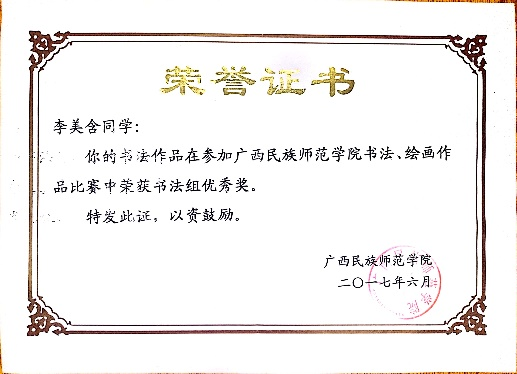 荣誉证书
李美含同学：
你的书法作品在参加广西民族师范学院书法、绘画作
品比赛中荣获书法组优秀奖。
特发此证，以资鼓励。
广西民族师范学院
二〇一七年六月